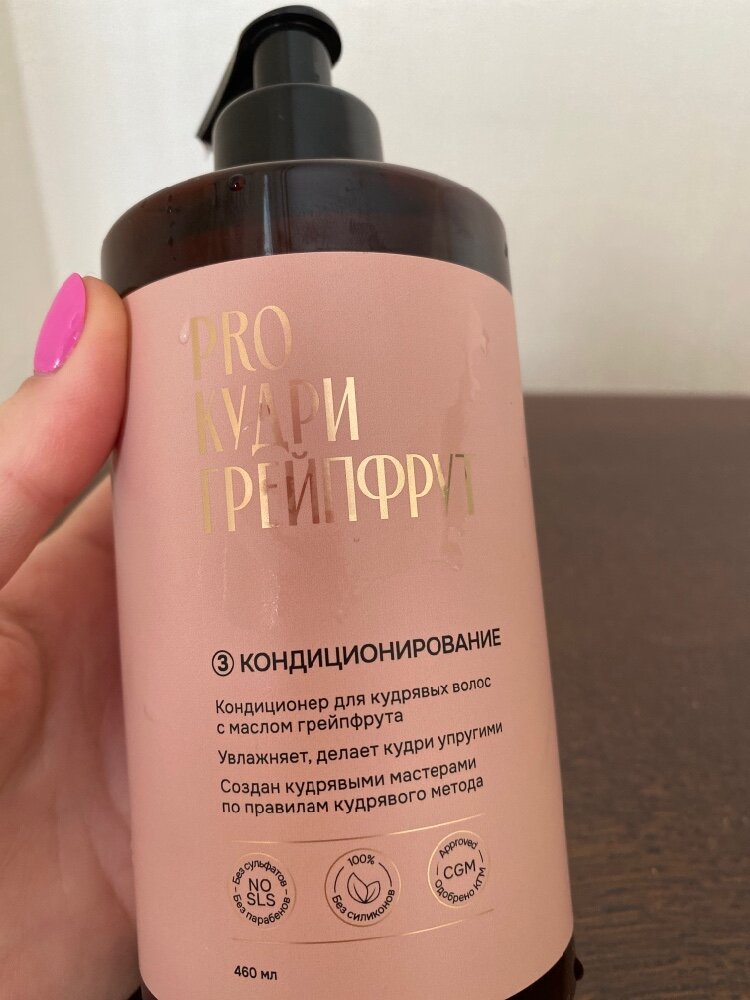 PRO
КУДРИ
ГРЕЙПФРУТ
3 КОНДИЦИОНИРОВАНИЕ
Кондиционер для кудрявых волос
с маслом грейпфрута
Увлажняет, делает кудри упругими
Создан кудрявыми мастерами
по правилам кудрявого метода
Без сульфатов
NO
SLS
Без парабенов
100%
Без силиконов
Approved
CGM
Одобрено КГМ
460 мл